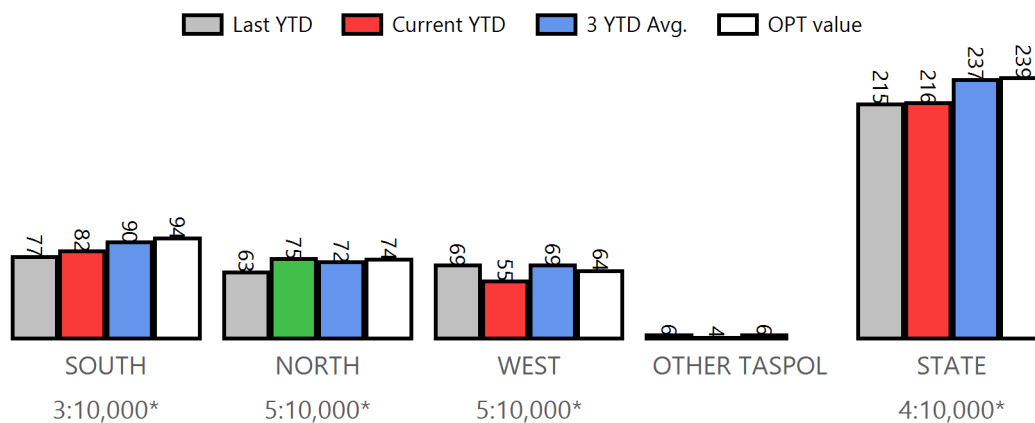 Last YTD Current YTD 3 YTD Avg. OPT value
77 82 90 94 63 75 72 74 69 55 69 64 6 4 6 215 216 237 239
SOUTH NORTH WEST OTHER TASPOL STATE
3:10,000* 5:10,000* 5:10,000* 4:10,000*